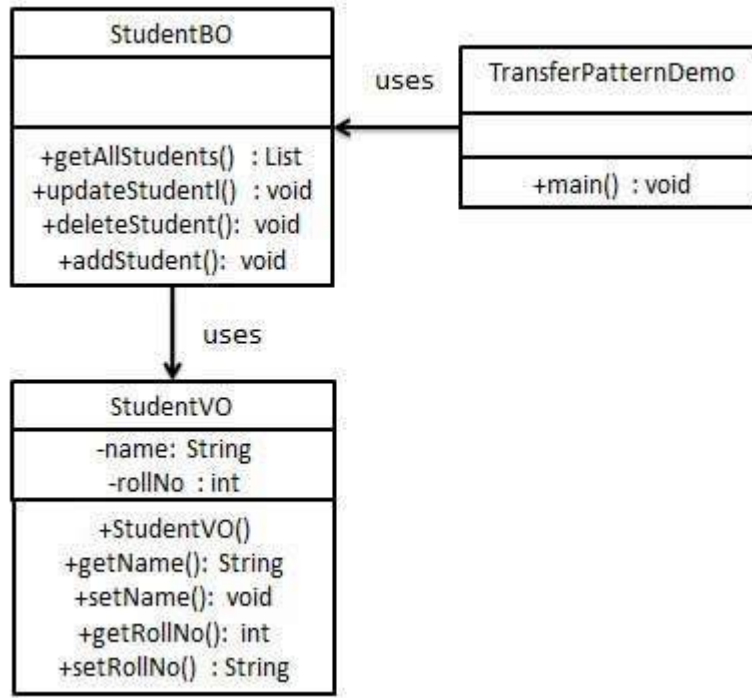 StudentBO
+getAllStudents() : List
+updateStudentl() : void
+deleteStudent(): void
+addStudent(): void
uses
TransferPatternDemo
+main() : void
uses
StudentVO
-name: String
-rollNo : int
+StudentVO()
+getName(): String
+setName(): void
+getRollNo(): int
+setRollNo() : String